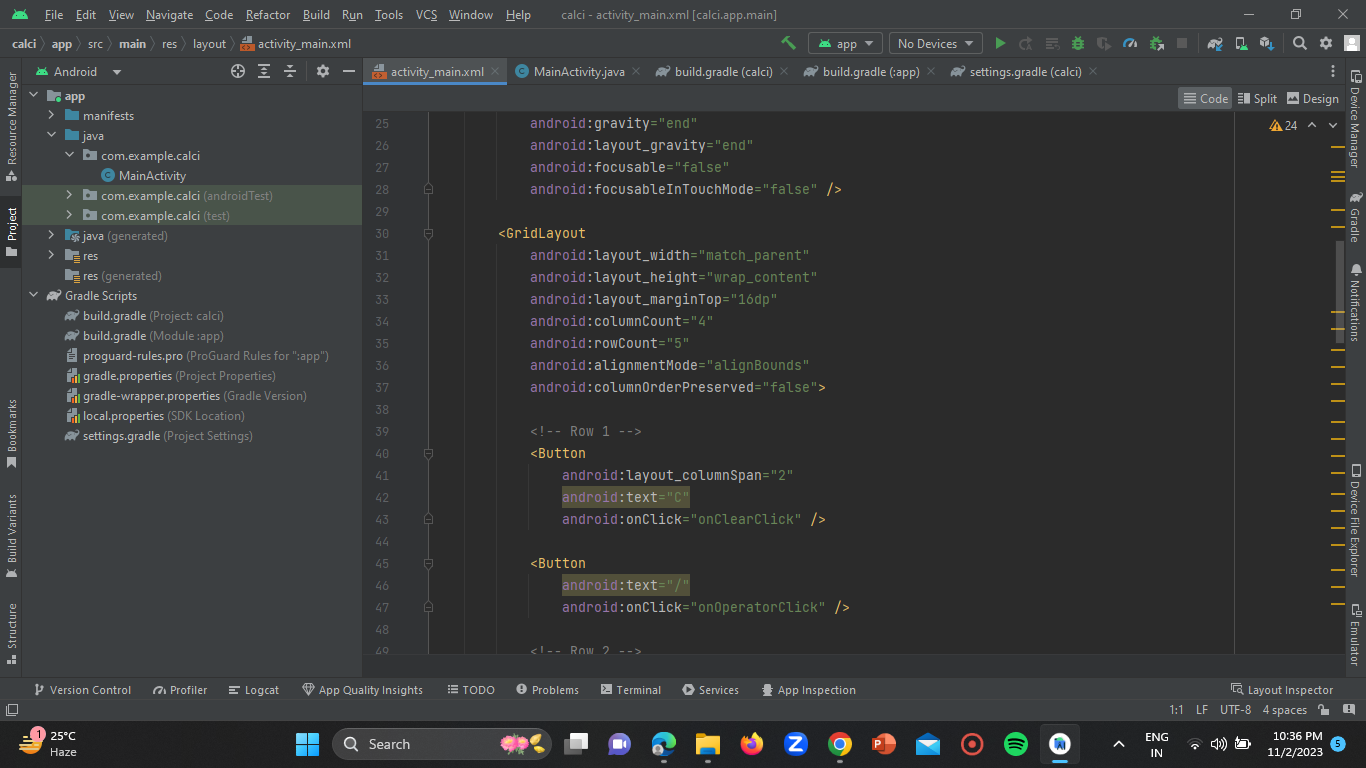 File Edit View Navigate Code Refactor Build Run Tools VCS Window Help calci - activity_main.xml [calci.app.main]
calci app src main res layout activity_main.xml app No Devices
Android activity_main.xml MainActivity.java build.gradle (calci) build.gradle (:app) settings.gradle (calci)
Code Split Design
Resource Manager
Project
Bookmarks
Build Variants
Structure
app
manifests
java
com.example.calci
MainActivity
com.example.calci (androidTest)
com.example.calci (test)
java (generated)
res
res (generated)
Gradle Scripts
build.gradle (Project: calci)
build.gradle (Module :app)
proguard-rules.pro (ProGuard Rules for ":app")
gradle.properties (Project Properties)
gradle-wrapper.properties (Gradle Version)
local.properties (SDK Location)
settings.gradle (Project Settings)
24
25 android:gravity="end"
26 android:layout_gravity="end"
27 android:focusable="false"
28 android:focusableInTouchMode="false" />
29
30 <GridLayout
31 android:layout_width="match_parent"
32 android:layout_height="wrap_content"
33 android:layout_marginTop="16dp"
34 android:columnCount="4"
35 android:rowCount="5"
36 android:alignmentMode="alignBounds"
37 android:columnOrderPreserved="false">
38
39 <!-- Row 1 -->
40 <Button
41 android:layout_columnSpan="2"
42 android:text="C"
43 android:onClick="onClearClick" />
44
45 <Button
46 android:text="/"
47 android:onClick="onOperatorClick" />
48
49 <!-- Row 2 -->
Device Manager
Gradle
Notifications
Device File Explorer
Emulator
Version Control Profiler Logcat App Quality Insights TODO Problems Terminal Services App Inspection Layout Inspector
1:1 LF UTF-8 4 spaces
1
25°C
Haze
Search
ENG
IN
10:36 PM
11/2/2023
5